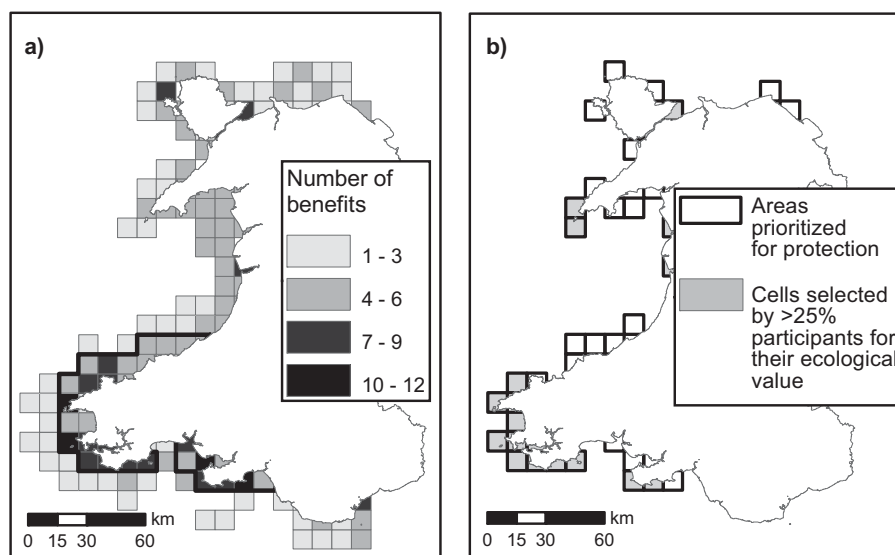 a)
Number of
benefits
1 - 3
4 - 6
7 - 9
10 - 12
km
0 15 30 60
b)
Areas
prioritized
for protection
Cells selected
by >25%
participants for
their ecological
value
km
0 15 30 60